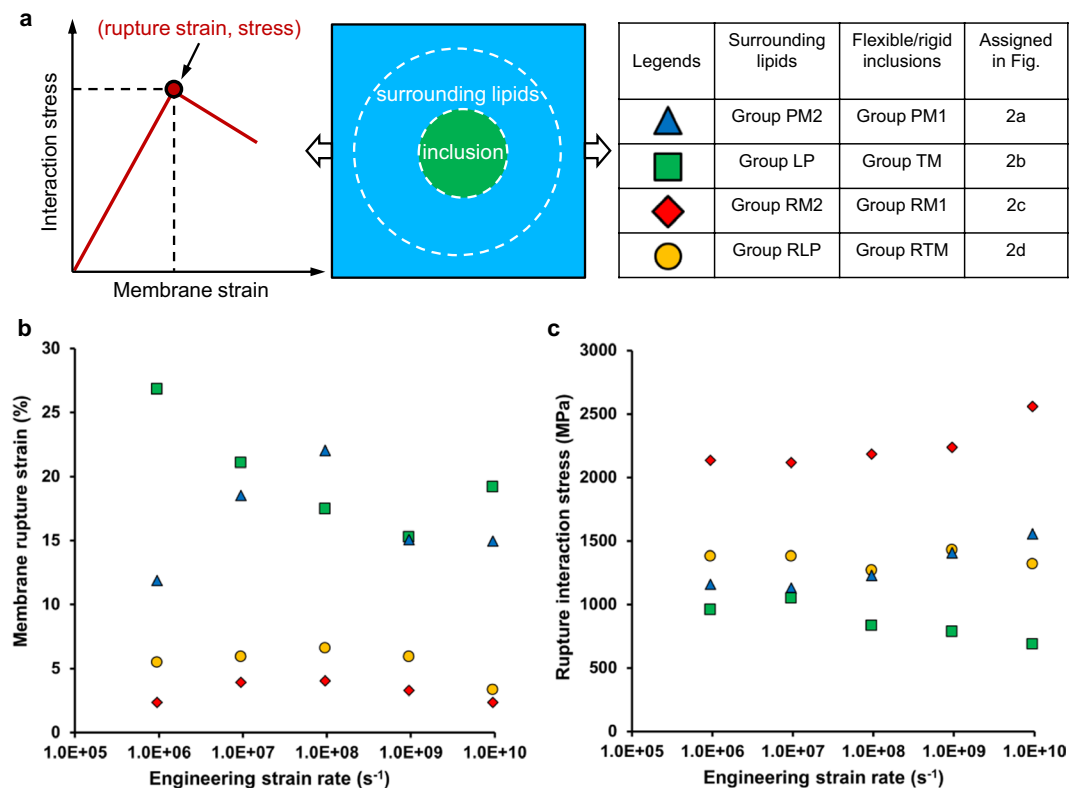 a
(rupture strain, stress)
Interaction stress
Membrane strain
surrounding lipids
inclusion
Legends
Surrounding
lipids
Flexible/rigid
inclusions
Assigned
in Fig.
Group PM2
Group PM1
2a
Group LP
Group TM
2b
Group RM2
Group RM1
2c
Group RLP
Group RTM
2d
b
Membrane rupture strain (%)
30
25
20
15
10
5
0
1.0E+05
1.0E+06
1.0E+07
1.0E+08
1.0E+09
1.0E+10
Engineering strain rate (s⁻¹)
c
Rupture interaction stress (MPa)
3000
2500
2000
1500
1000
500
0
1.0E+05
1.0E+06
1.0E+07
1.0E+08
1.0E+09
1.0E+10
Engineering strain rate (s⁻¹)